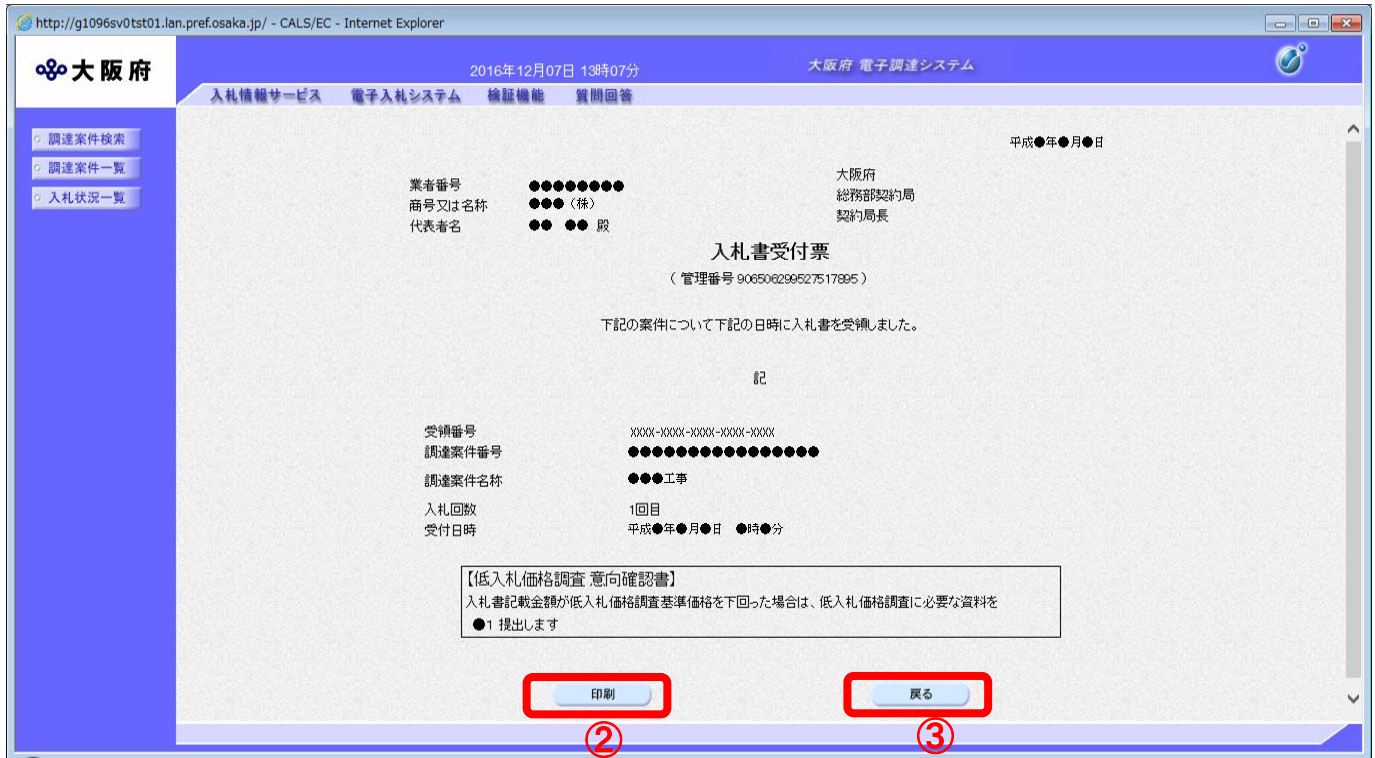 http://g1096sv0tst01.lan.pref.osaka.jp/ - CALS/EC - Internet Explorer
大阪府
2016年12月07日 13時07分
大阪府 電子調達システム
入札情報サービス 電子入札システム 検証機能 質問回答
調達案件検索
調達案件一覧
入札状況一覧
平成●年●月●日
業者番号 ●●●●●●●●
商号又は名称 ●●●（株）
代表者名 ●● ●● 殿
大阪府
総務部契約局
契約局長
入札書受付票
（ 管理番号 906506299527517895 ）
下記の案件について下記の日時に入札書を受領しました。
記
受領番号 XXXX-XXXX-XXXX-XXXX-XXXX
調達案件番号 ●●●●●●●●●●●●●●●●
調達案件名称 ●●●工事
入札回数 1回目
受付日時 平成●年●月●日 ●時●分
【低入札価格調査 意向確認書】
入札書記載金額が低入札価格調査基準価格を下回った場合は、低入札価格調査に必要な資料を
●1 提出します
印刷 戻る
② ③